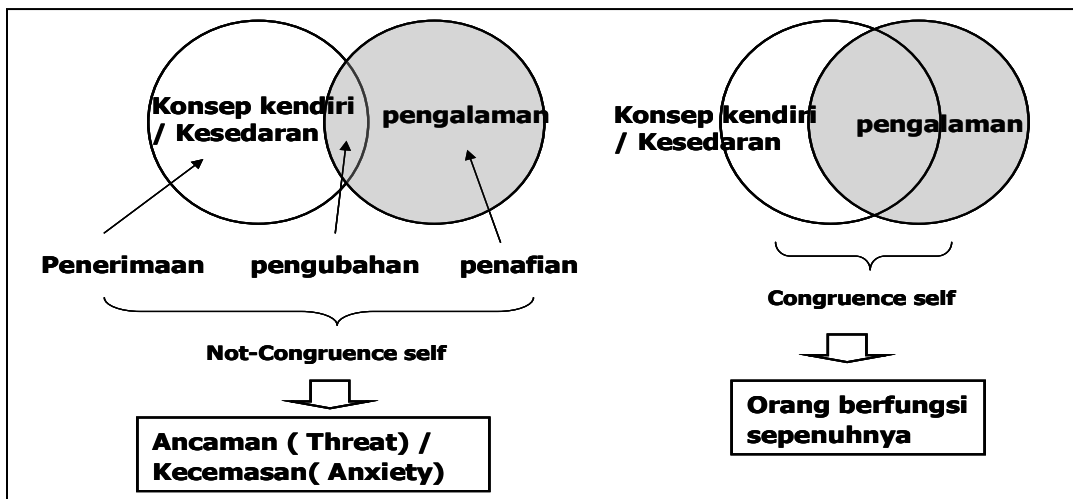 Konsep kendiri
/ Kesedaran
pengalaman
Penerimaan
pengubahan
penafian
Not-Congruence self
Ancaman ( Threat) /
Kecemasan( Anxiety)
Konsep kendiri
/ Kesedaran
pengalaman
Congruence self
Orang berfungsi
sepenuhnya